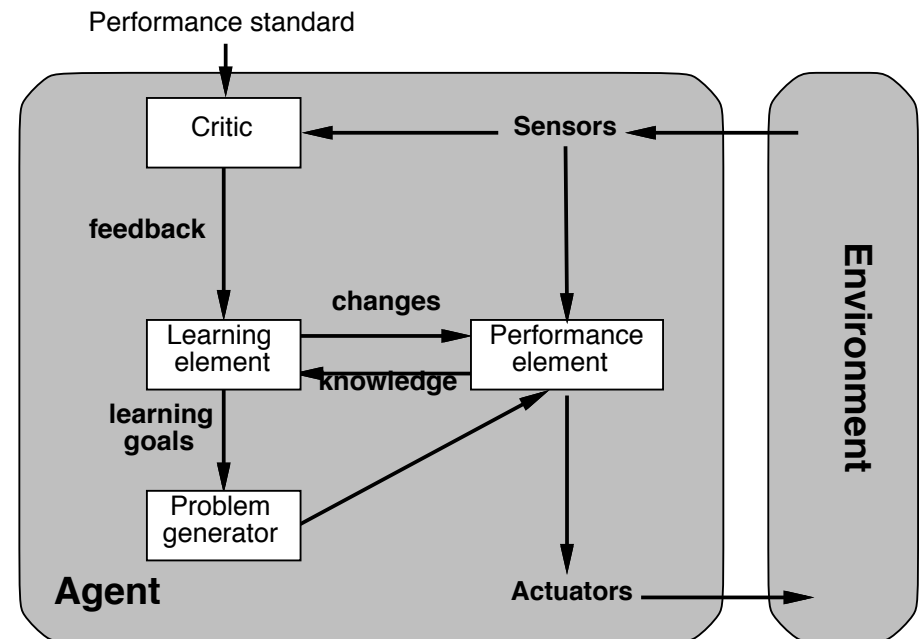 Performance standard
Critic
Sensors
feedback
changes
Learning
element
Performance
element
knowledge
learning
goals
Problem
generator
Agent
Actuators
Environment